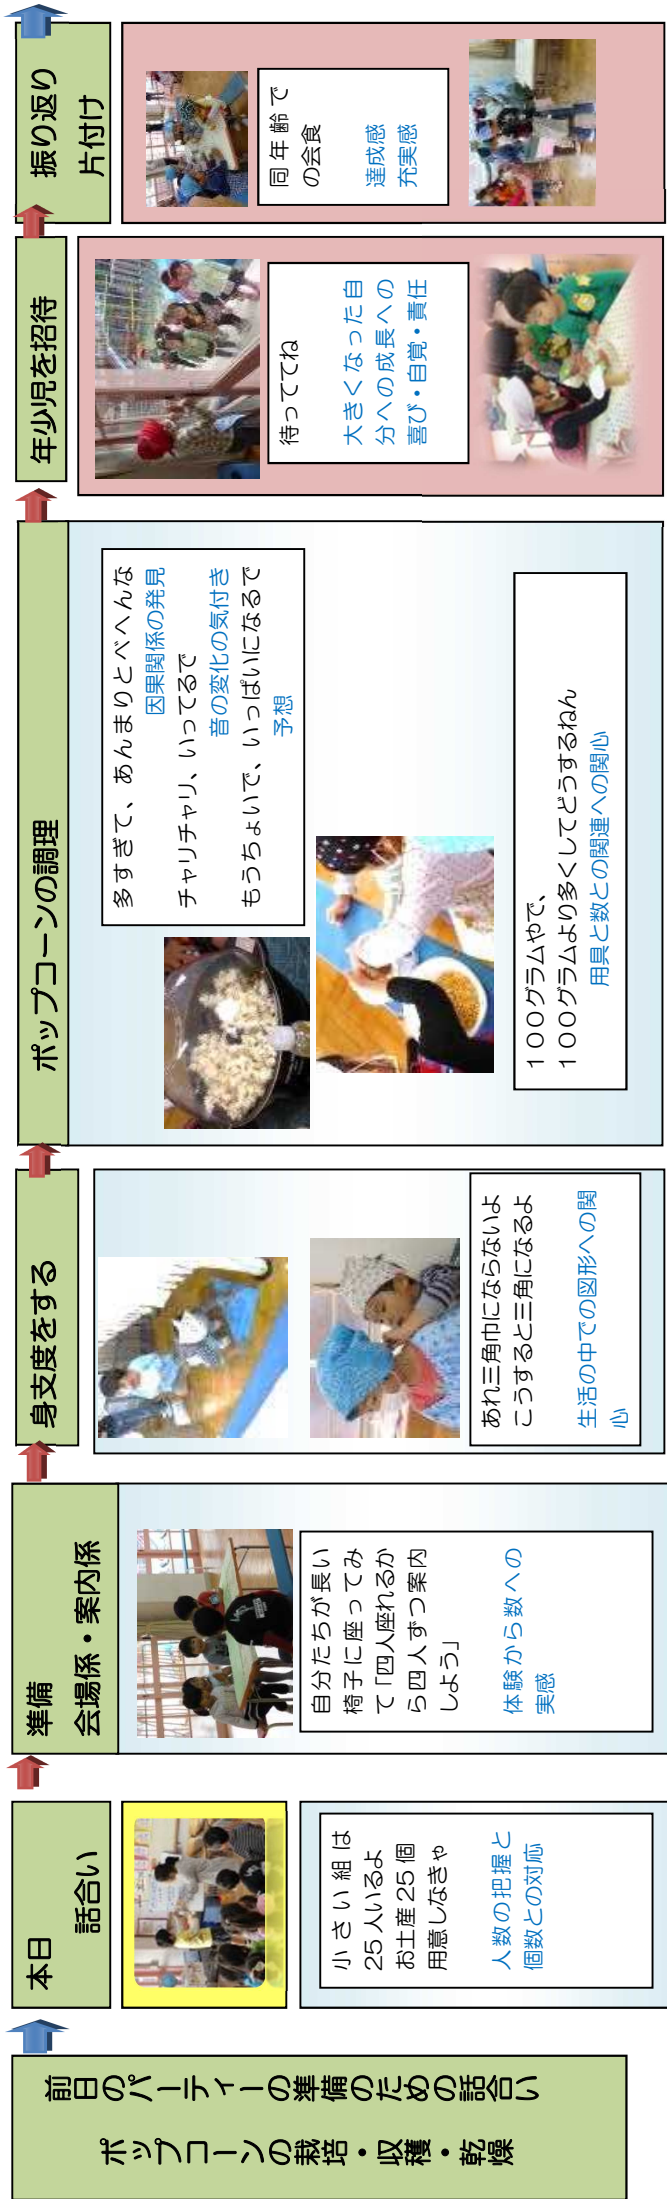 前日のパーティーの準備のための話合い
ポップコーンの栽培・収穫・乾燥
本日
話合い
小さい組は
25人いるよ
お土産25個
用意しなきゃ
人数の把握と
個数との対応
準備
会場係・案内係
自分たちが長い
椅子に座ってみ
て「四人座れるか
ら四人ずつ案内
しよう」
体験から数への
実感
身支度をする
あれ三角巾にならないよ
こうすると三角になるよ
生活の中での図形への関
心
ポップコーンの調理
多すぎて、あんまりとべへんな
因果関係の発見
チャリチャリ、いってるで
音の変化の気付き
もうちょいで、いっぱいになるで
予想
１００グラムやで、
１００グラムより多くしてどうするねん
用具と数との関連への関心
年少児を招待
待っててね
大きくなった自
分への成長への
喜び・自覚・責任
振り返り
片付け
同年齢で
の会食
達成感
充実感